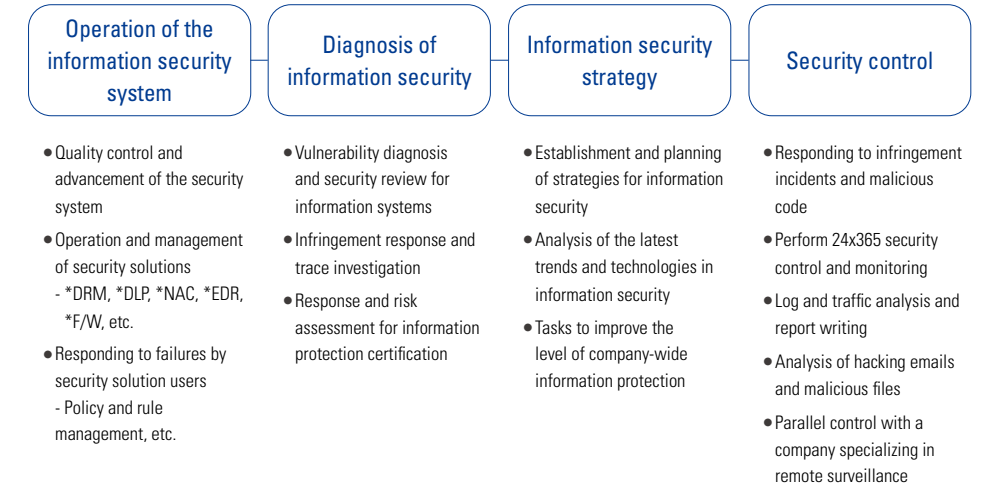 Operation of the
information security
system
● Quality control and
advancement of the security
system
● Operation and management
of security solutions
- *DRM, *DLP, *NAC, *EDR,
*F/W, etc.
● Responding to failures by
security solution users
- Policy and rule
management, etc.
Diagnosis of
information security
● Vulnerability diagnosis
and security review for
information systems
● Infringement response and
trace investigation
● Response and risk
assessment for information
protection certification
Information security
strategy
● Establishment and planning
of strategies for information
security
● Analysis of the latest
trends and technologies in
information security
● Tasks to improve the
level of company-wide
information protection
Security control
● Responding to infringement
incidents and malicious
code
● Perform 24x365 security
control and monitoring
● Log and traffic analysis and
report writing
● Analysis of hacking emails
and malicious files
● Parallel control with a
company specializing in
remote surveillance